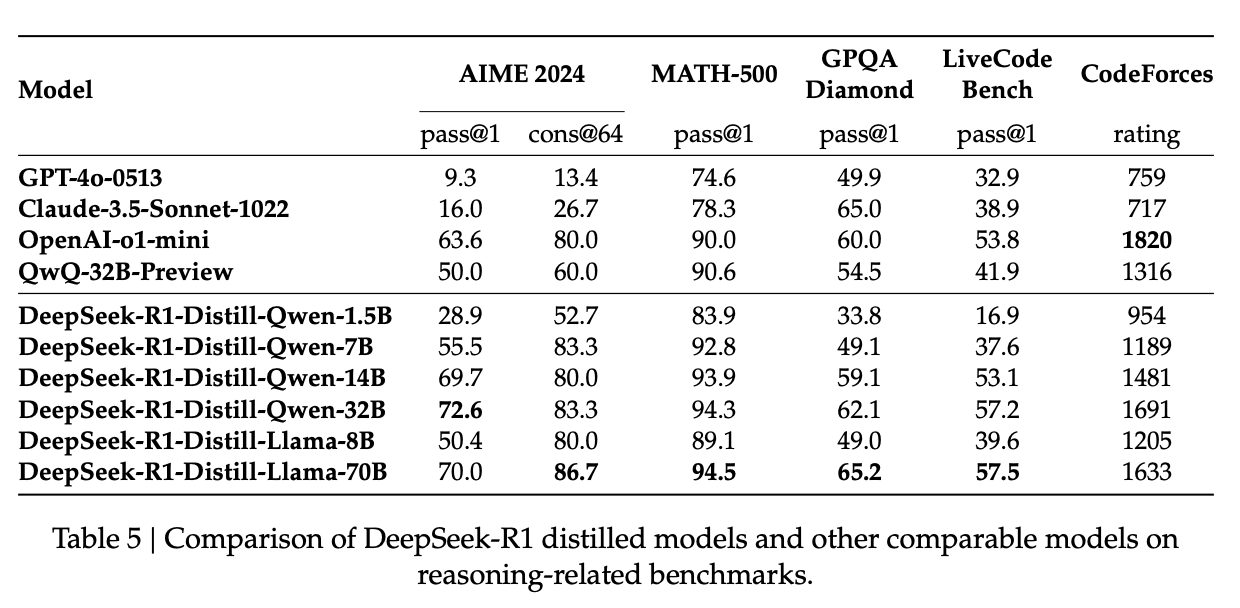 Model AIME 2024 MATH-500 GPQA Diamond LiveCode Bench CodeForces
pass@1 cons@64 pass@1 pass@1 pass@1 rating
GPT-4o-0513 9.3 13.4 74.6 49.9 32.9 759
Claude-3.5-Sonnet-1022 16.0 26.7 78.3 65.0 38.9 717
OpenAI-o1-mini 63.6 80.0 90.0 60.0 53.8 1820
QwQ-32B-Preview 50.0 60.0 90.6 54.5 41.9 1316
DeepSeek-R1-Distill-Qwen-1.5B 28.9 52.7 83.9 33.8 16.9 954
DeepSeek-R1-Distill-Qwen-7B 55.5 83.3 92.8 49.1 37.6 1189
DeepSeek-R1-Distill-Qwen-14B 69.7 80.0 93.9 59.1 53.1 1481
DeepSeek-R1-Distill-Qwen-32B 72.6 83.3 94.3 62.1 57.2 1691
DeepSeek-R1-Distill-Llama-8B 50.4 80.0 89.1 49.0 39.6 1205
DeepSeek-R1-Distill-Llama-70B 70.0 86.7 94.5 65.2 57.5 1633
Table 5 | Comparison of DeepSeek-R1 distilled models and other comparable models on
reasoning-related benchmarks.